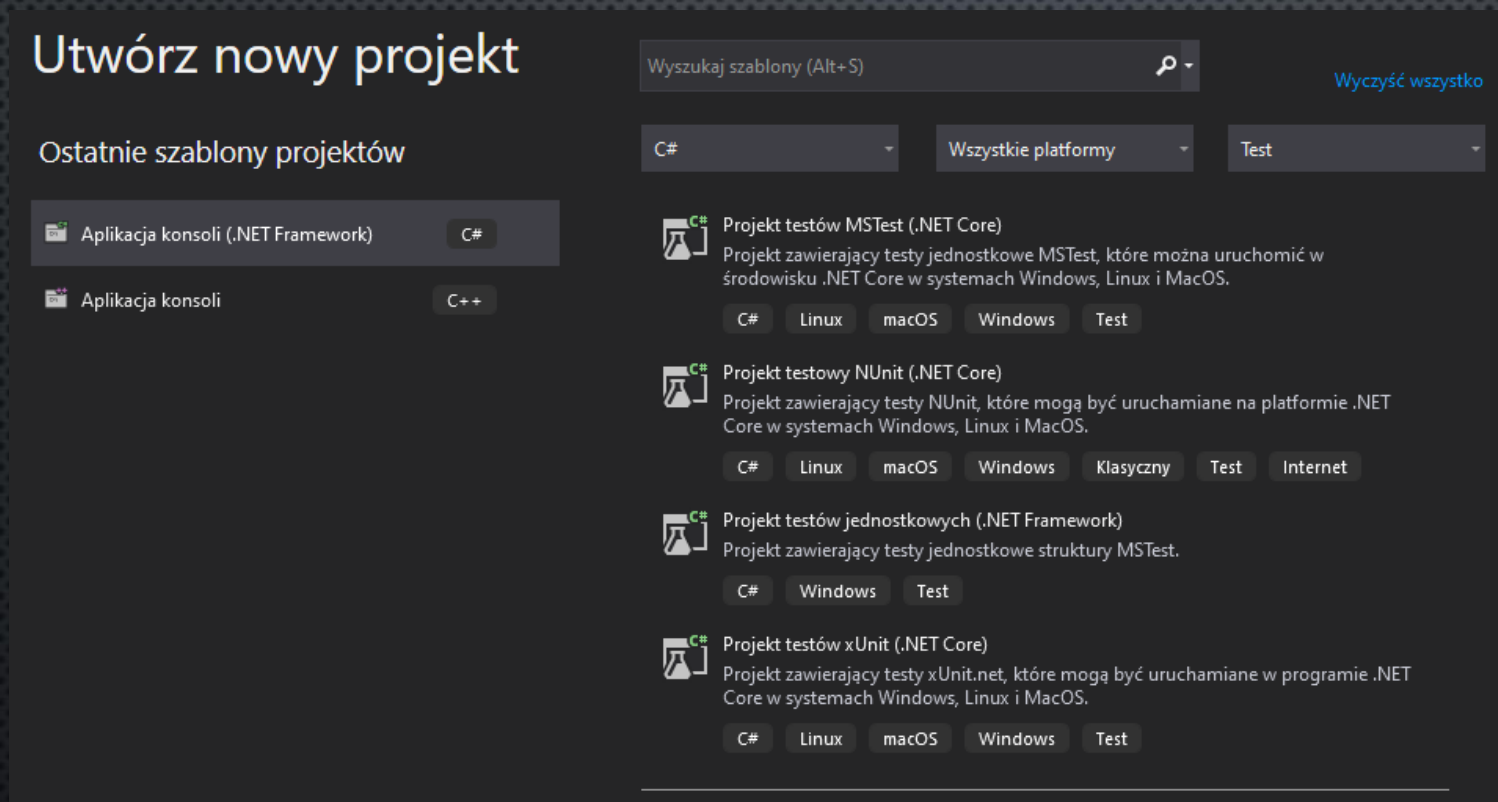 Utwórz nowy projekt
Wyszukaj szablony (Alt+S)
Wyczyść wszystko
Ostatnie szablony projektów
C#
Wszystkie platformy
Test
Aplikacja konsoli (.NET Framework)
C#
Aplikacja konsoli
C++
C#
Projekt testów MSTest (.NET Core)
Projekt zawierający testy jednostkowe MSTest, które można uruchomić w
środowisku .NET Core w systemach Windows, Linux i MacOS.
C# Linux macOS Windows Test
C#
Projekt testowy NUnit (.NET Core)
Projekt zawierający testy NUnit, które mogą być uruchamiane na platformie .NET
Core w systemach Windows, Linux i MacOS.
C# Linux macOS Windows Klasyczny Test Internet
C#
Projekt testów jednostkowych (.NET Framework)
Projekt zawierający testy jednostkowe struktury MSTest.
C# Windows Test
C#
Projekt testów xUnit (.NET Core)
Projekt zawierający testy xUnit.net, które mogą być uruchamiane w programie .NET
Core w systemach Windows, Linux i MacOS.
C# Linux macOS Windows Test